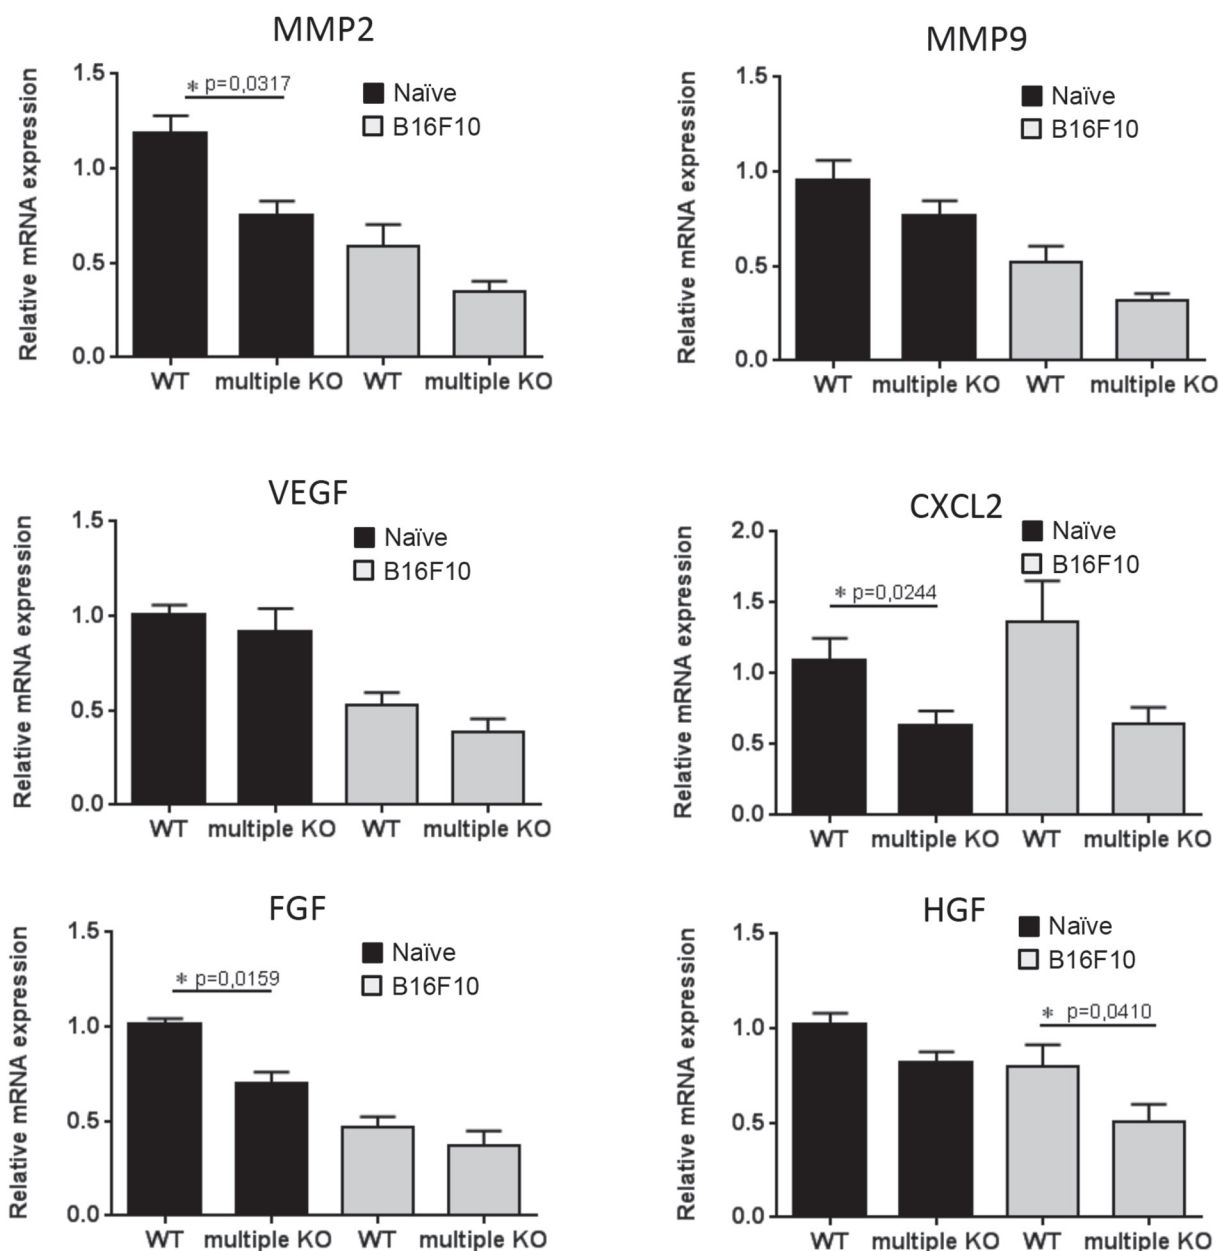 MMP2
Relative mRNA expression
1.5
1.0
0.5
0.0
* p=0,0317
Naïve
B16F10
WT
multiple KO
WT
multiple KO
MMP9
Relative mRNA expression
1.5
1.0
0.5
0.0
Naïve
B16F10
WT
multiple KO
WT
multiple KO
VEGF
Relative mRNA expression
1.5
1.0
0.5
0.0
Naïve
B16F10
WT
multiple KO
WT
multiple KO
CXCL2
Relative mRNA expression
2.0
1.5
1.0
0.5
0.0
* p=0,0244
Naïve
B16F10
WT
multiple KO
WT
multiple KO
FGF
Relative mRNA expression
1.5
1.0
0.5
0.0
* p=0,0159
Naïve
B16F10
WT
multiple KO
WT
multiple KO
HGF
Relative mRNA expression
1.5
1.0
0.5
0.0
Naïve
B16F10
* p=0,0410
WT
multiple KO
WT
multiple KO